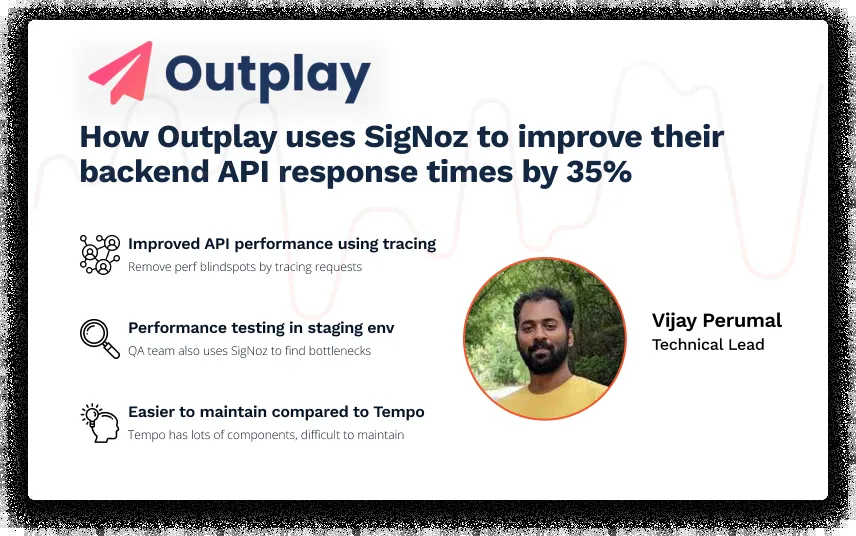 Outplay
How Outplay uses SigNoz to improve their
backend API response times by 35%
Improved API performance using tracing
Remove perf blindspots by tracing requests
Performance testing in staging env
QA team also uses SigNoz to find bottlenecks
Easier to maintain compared to Tempo
Tempo has lots of components, difficult to maintain
Vijay Perumal
Technical Lead